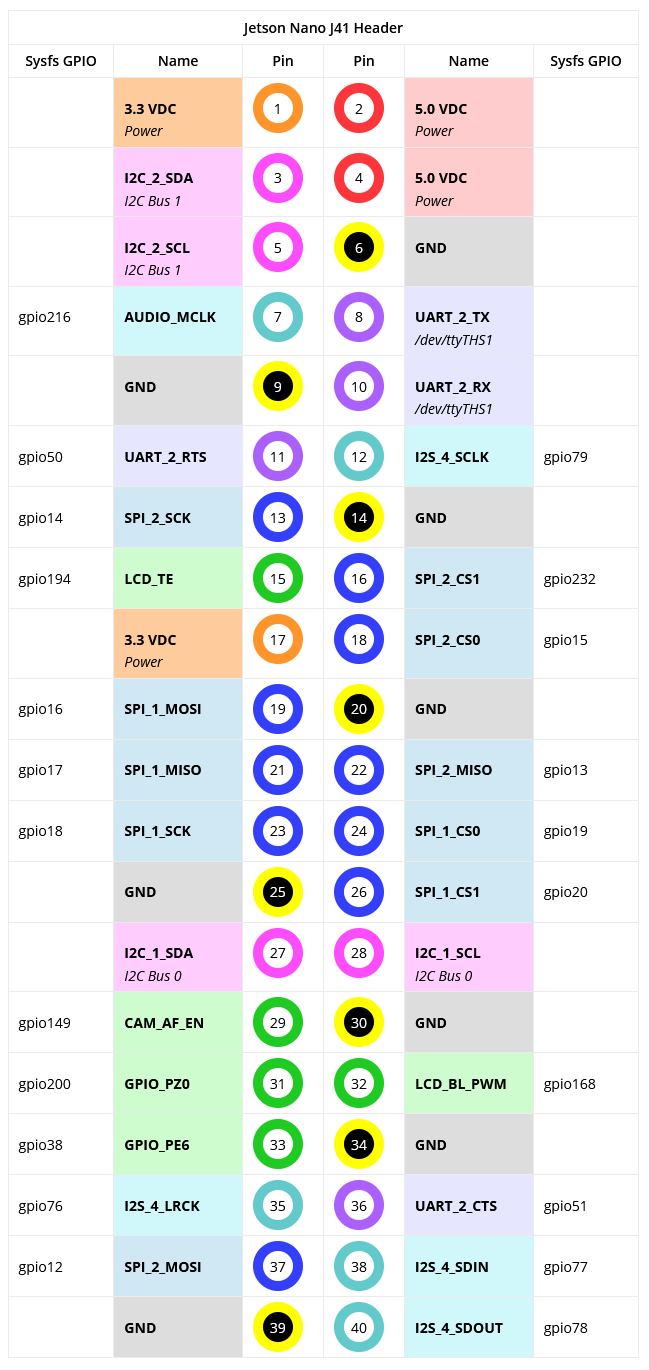 Jetson Nano J41 Header
Sysfs GPIO Name Pin Pin Name Sysfs GPIO
3.3 VDC 1 2 5.0 VDC
Power Power
I2C_2_SDA 3 4 5.0 VDC
I2C Bus 1 Power
I2C_2_SCL 5 6 GND
I2C Bus 1
gpio216 AUDIO_MCLK 7 8 UART_2_TX
/dev/ttyTHS1
GND 9 10 UART_2_RX
/dev/ttyTHS1
gpio50 UART_2_RTS 11 12 I2S_4_SCLK gpio79
gpio14 SPI_2_SCK 13 14 GND
gpio194 LCD_TE 15 16 SPI_2_CS1 gpio232
3.3 VDC 17 18 SPI_2_CS0 gpio15
Power
gpio16 SPI_1_MOSI 19 20 GND
gpio17 SPI_1_MISO 21 22 SPI_2_MISO gpio13
gpio18 SPI_1_SCK 23 24 SPI_1_CS0 gpio19
GND 25 26 SPI_1_CS1 gpio20
I2C_1_SDA 27 28 I2C_1_SCL
I2C Bus 0 I2C Bus 0
gpio149 CAM_AF_EN 29 30 GND
gpio200 GPIO_PZ0 31 32 LCD_BL_PWM gpio168
gpio38 GPIO_PE6 33 34 GND
gpio76 I2S_4_LRCK 35 36 UART_2_CTS gpio51
gpio12 SPI_2_MOSI 37 38 I2S_4_SDIN gpio77
GND 39 40 I2S_4_SDOUT gpio78